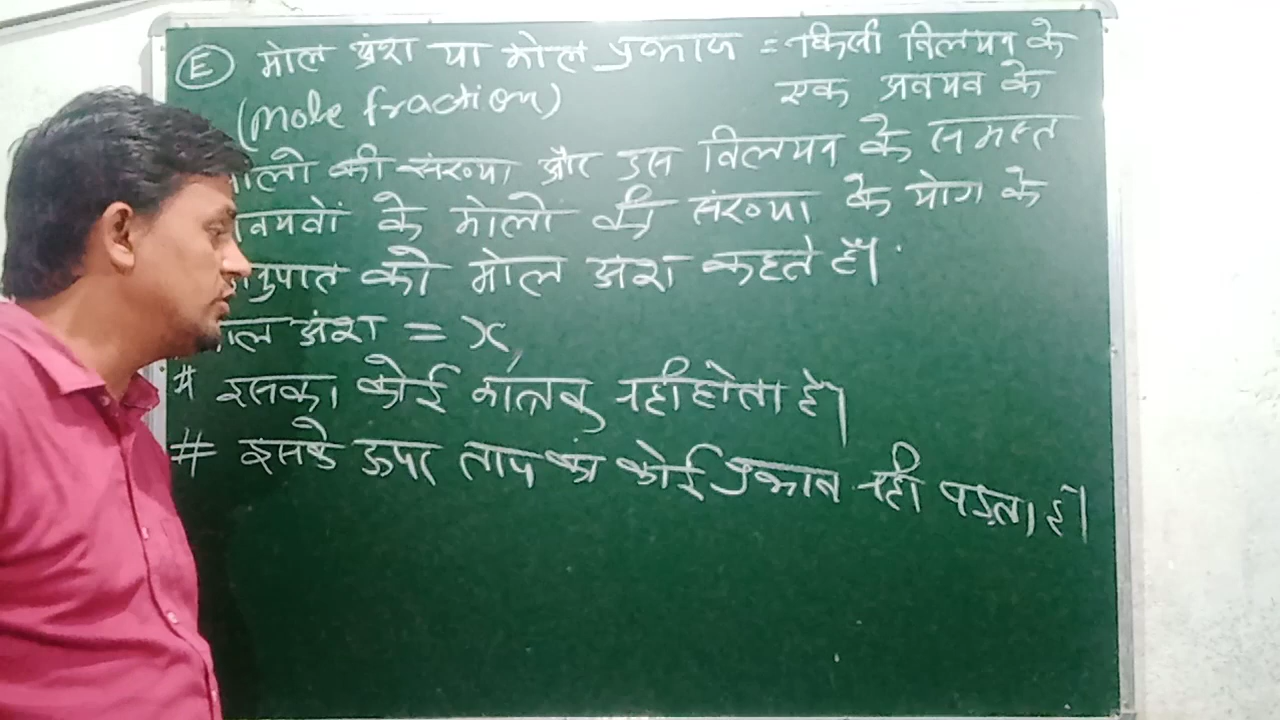 (E) मोल अंश या मोल प्रभाज = किसी विलयन के
(Mole fraction) एक अवयव के
मोलो की संख्या और उस विलयन के समस्त
अवयवों के मोलो की संख्या के योग के
अनुपात को मोल अंश कहते हैं।
मोल अंश = x
# इसका कोई मात्रक नही होता है।
# इसके ऊपर ताप का कोई प्रभाव नही पड़ता है।